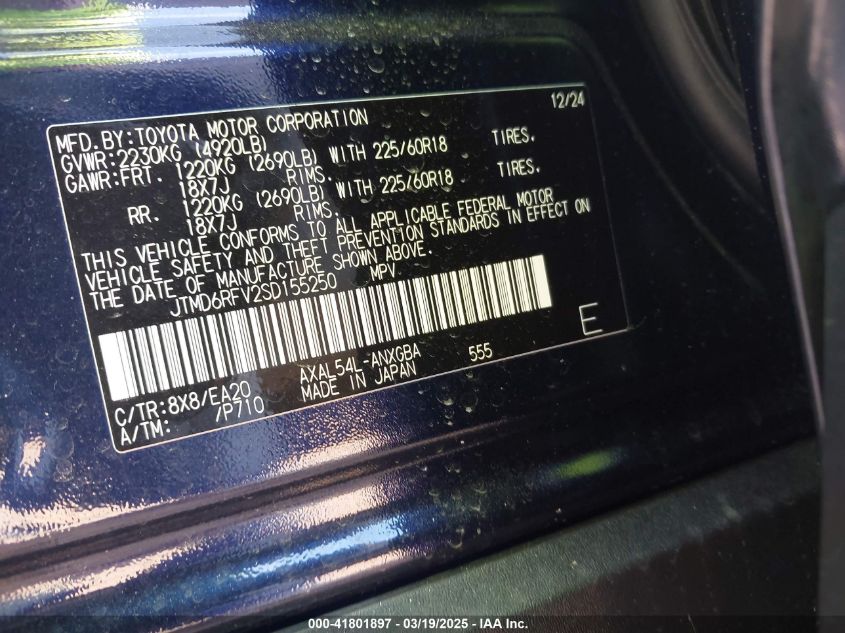 12/24
MFD.BY:TOYOTA MOTOR CORPORATION
GVWR:2230KG (4920LB)
GAWR:FRT. 1220KG (2690LB) WITH 225/60R18 TIRES.
18X7J RIMS.
RR. 1220KG (2690LB) WITH 225/60R18 TIRES.
18X7J RIMS.
THIS VEHICLE CONFORMS TO ALL APPLICABLE FEDERAL MOTOR
VEHICLE SAFETY AND THEFT PREVENTION STANDARDS IN EFFECT ON
THE DATE OF MANUFACTURE SHOWN ABOVE.
JTMD6RFV2SD155250 MPV
E
C/TR:8X8/EA20 AXAL54L-ANXGBA 555
A/TM: /P710 MADE IN JAPAN
000-41801897 - 03/19/2025 - IAA Inc.